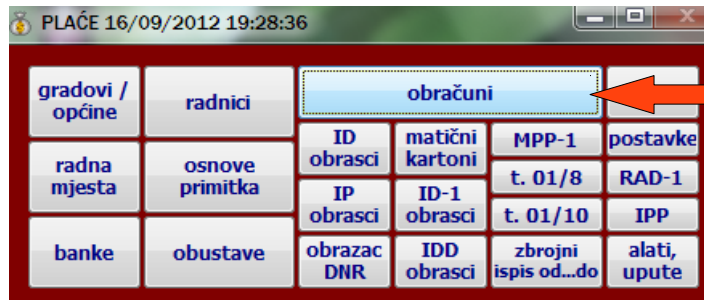 PLAĆE 16/09/2012 19:28:36
gradovi /
općine
radnici
obračuni
radna
mjesta
osnove
primitka
banke
obustave
ID
obrasci
matični
kartoni
MPP-1
postavke
t. 01/8
RAD-1
IP
obrasci
ID-1
obrasci
t. 01/10
IPP
obrazac
DNR
IDD
obrasci
zbrojni
ispis od...do
alati,
upute